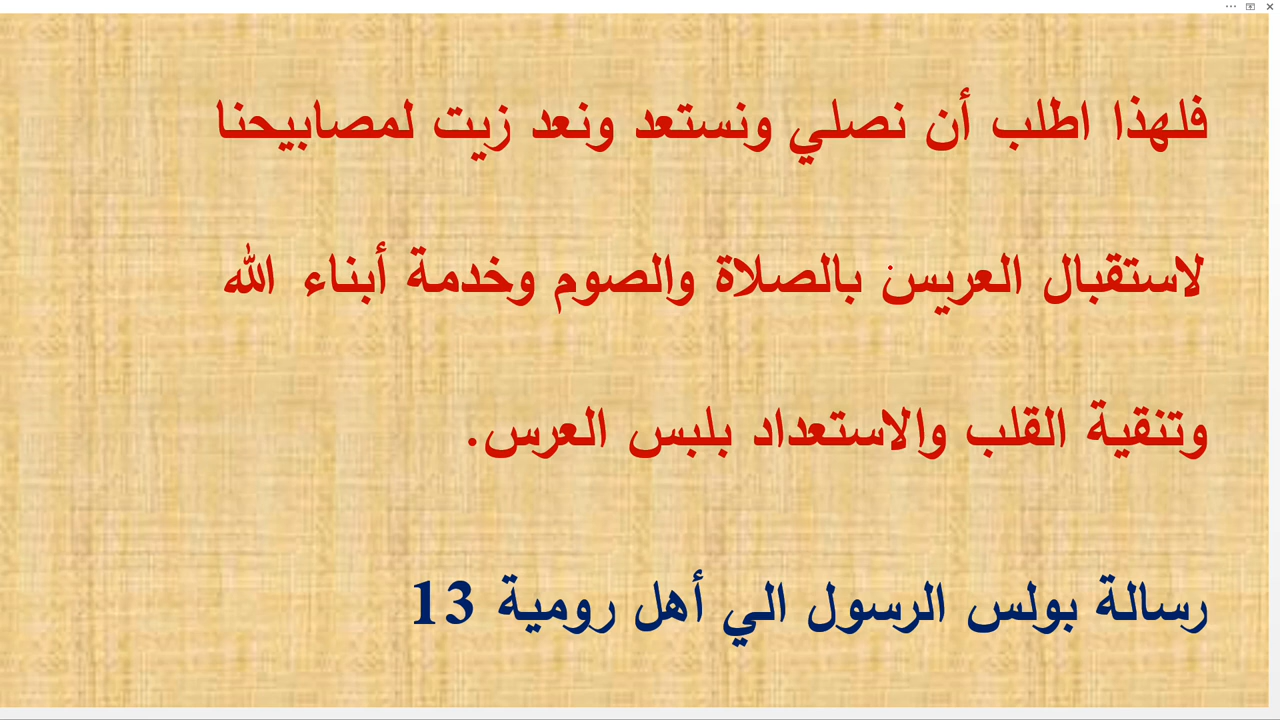 فلهذا اطلب أن نصلي ونستعد ونعد زيت لمصابيحنا
لاستقبال العريس بالصلاة والصوم وخدمة أبناء الله
وتنقية القلب والاستعداد بلبس العرس.
رسالة بولس الرسول الي أهل رومية 13